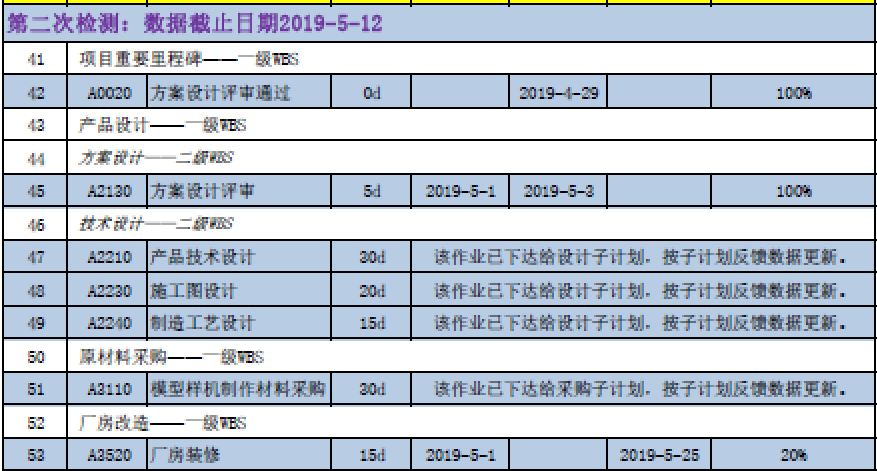 第二次检测：数据截止日期2019-5-12
41 项目重要里程碑——一级WBS
42 A0020 方案设计评审通过 0d 2019-4-29 100%
43 产品设计——一级WBS
44 方案设计——二级WBS
45 A2130 方案设计评审 5d 2019-5-1 2019-5-3 100%
46 技术设计——二级WBS
47 A2210 产品技术设计 30d 该作业已下达给设计子计划，按子计划反馈数据更新。
48 A2230 施工图设计 20d 该作业已下达给设计子计划，按子计划反馈数据更新。
49 A2240 制造工艺设计 15d 该作业已下达给设计子计划，按子计划反馈数据更新。
50 原材料采购——一级WBS
51 A3110 模型样机制作材料采购 30d 该作业已下达给采购子计划，按子计划反馈数据更新。
52 厂房改造——一级WBS
53 A3520 厂房装修 15d 2019-5-1 2019-5-25 20%